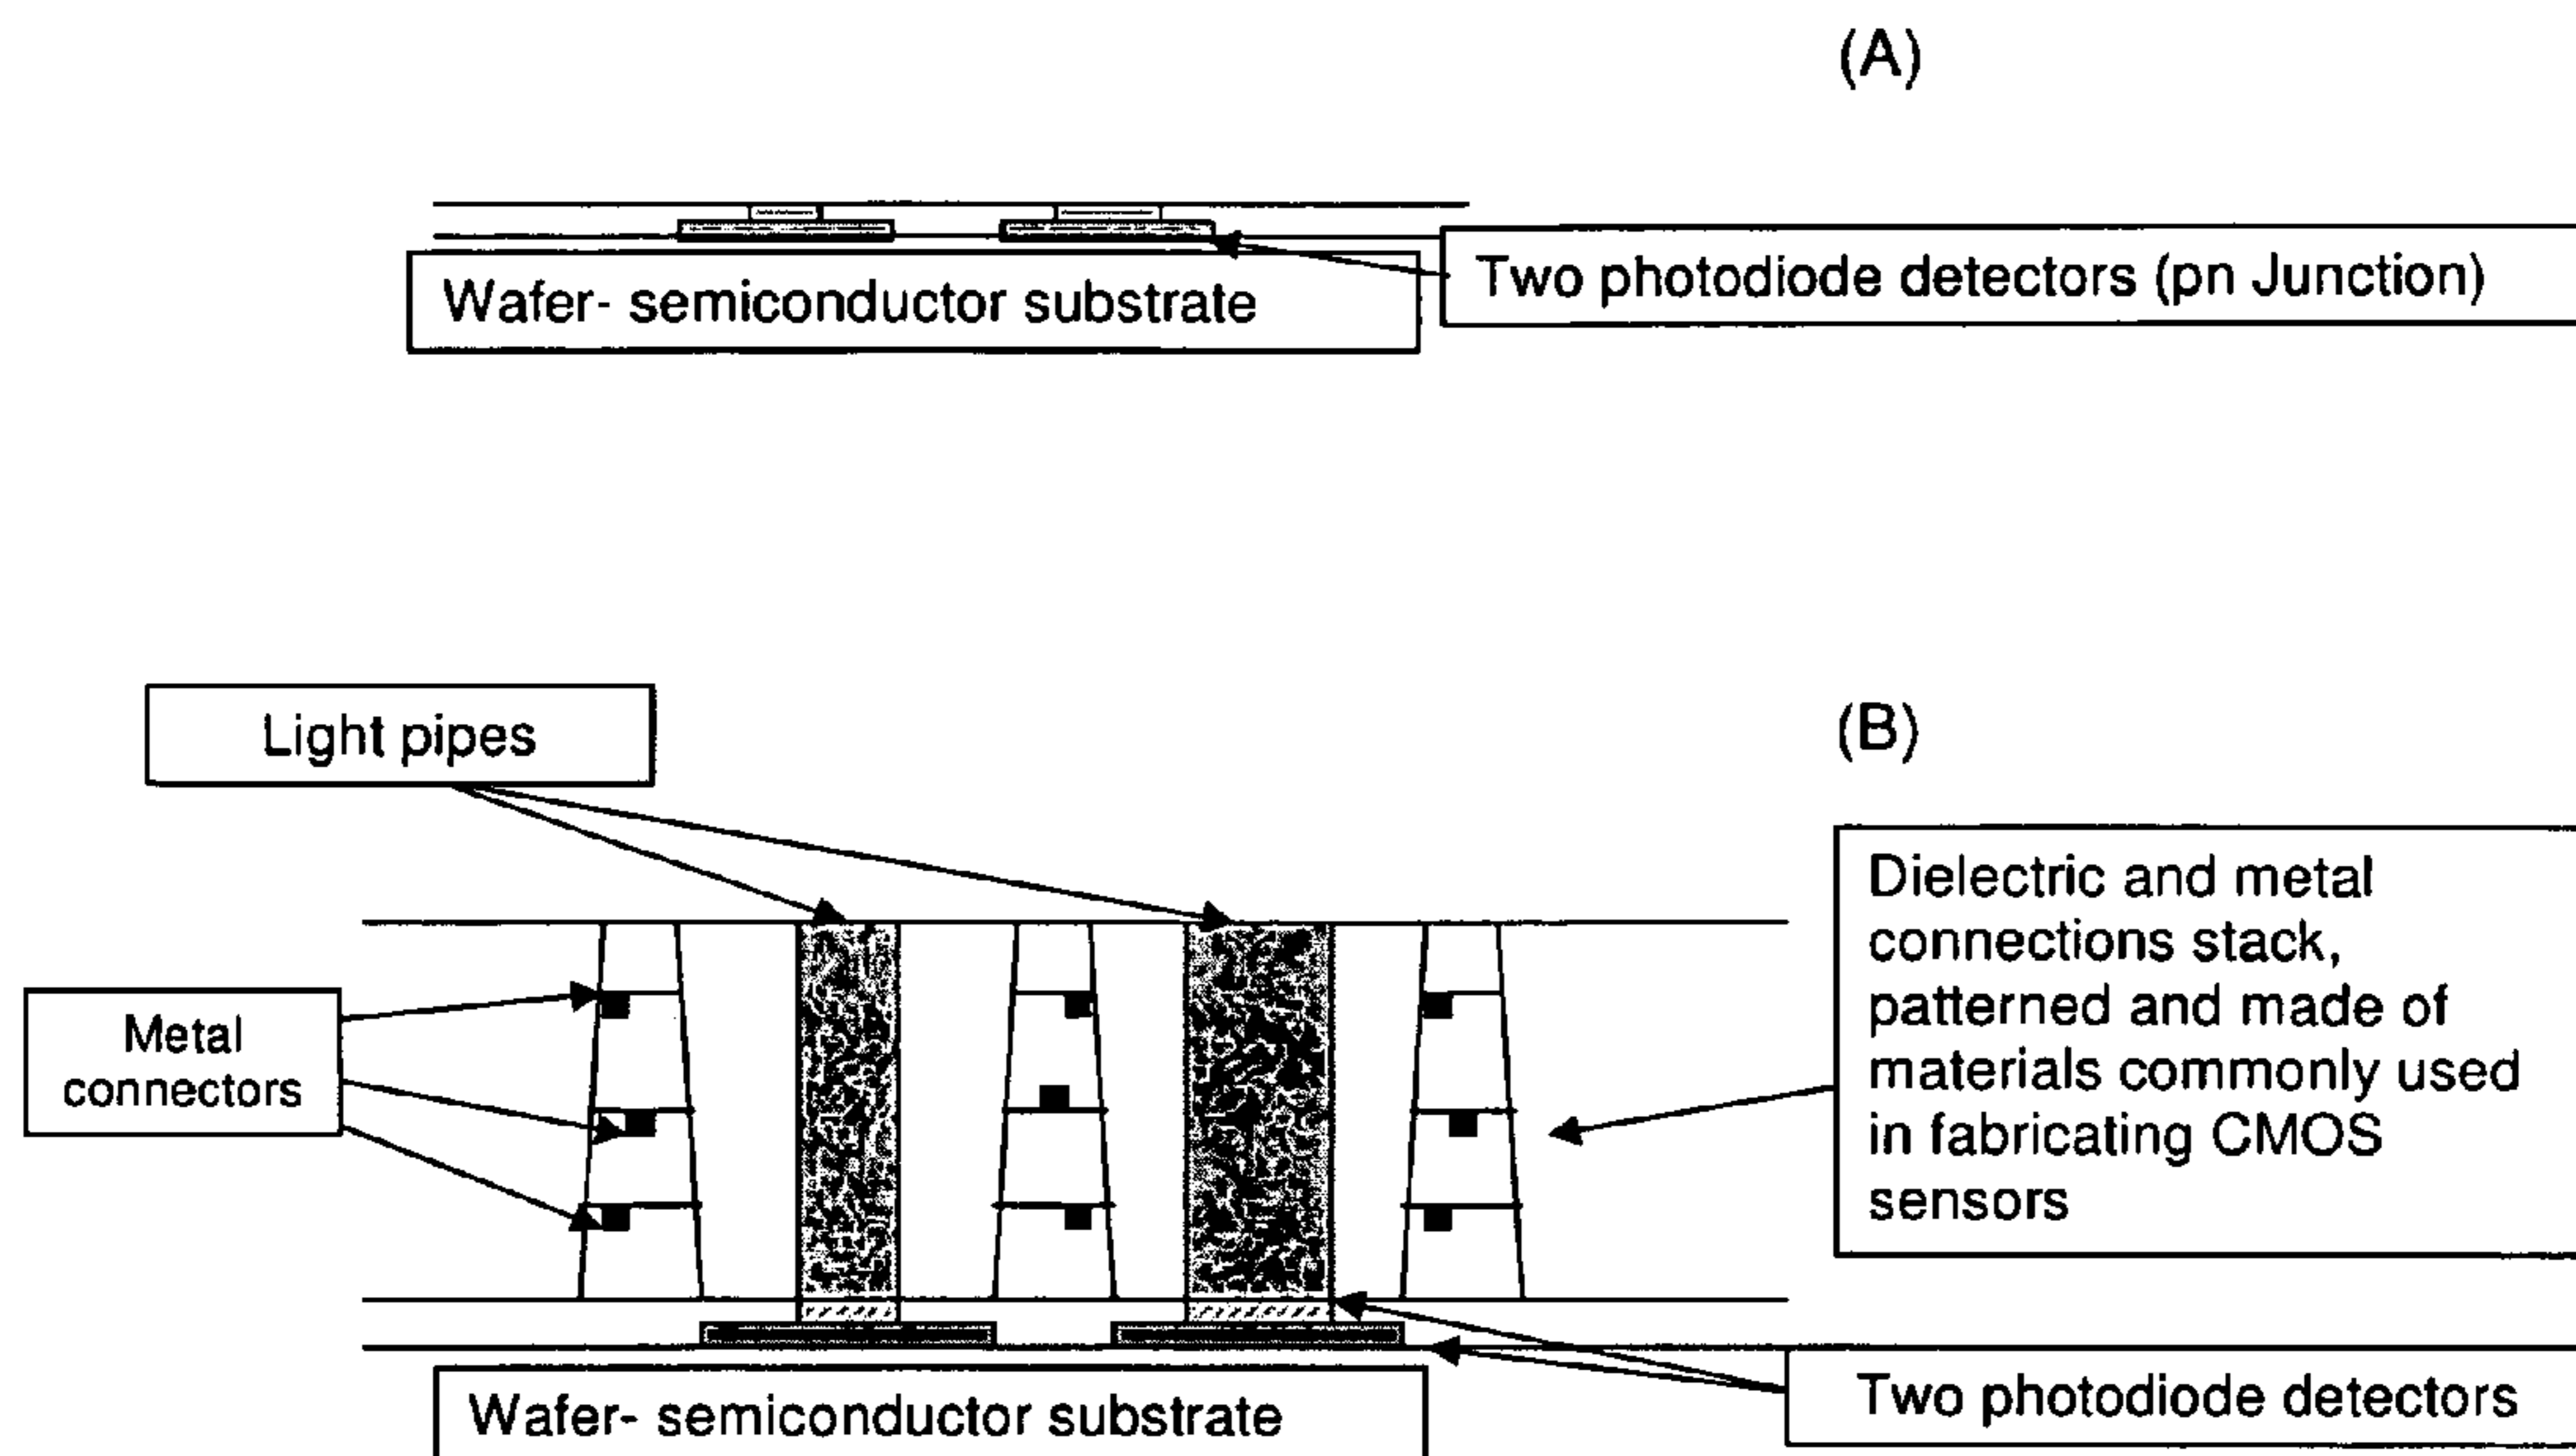 (A)
Wafer- semiconductor substrate
Two photodiode detectors (pn Junction)
Light pipes
(B)
Metal
connectors
Dielectric and metal
connections stack,
patterned and made of
materials commonly used
in fabricating CMOS
sensors
Wafer- semiconductor substrate
Two photodiode detectors